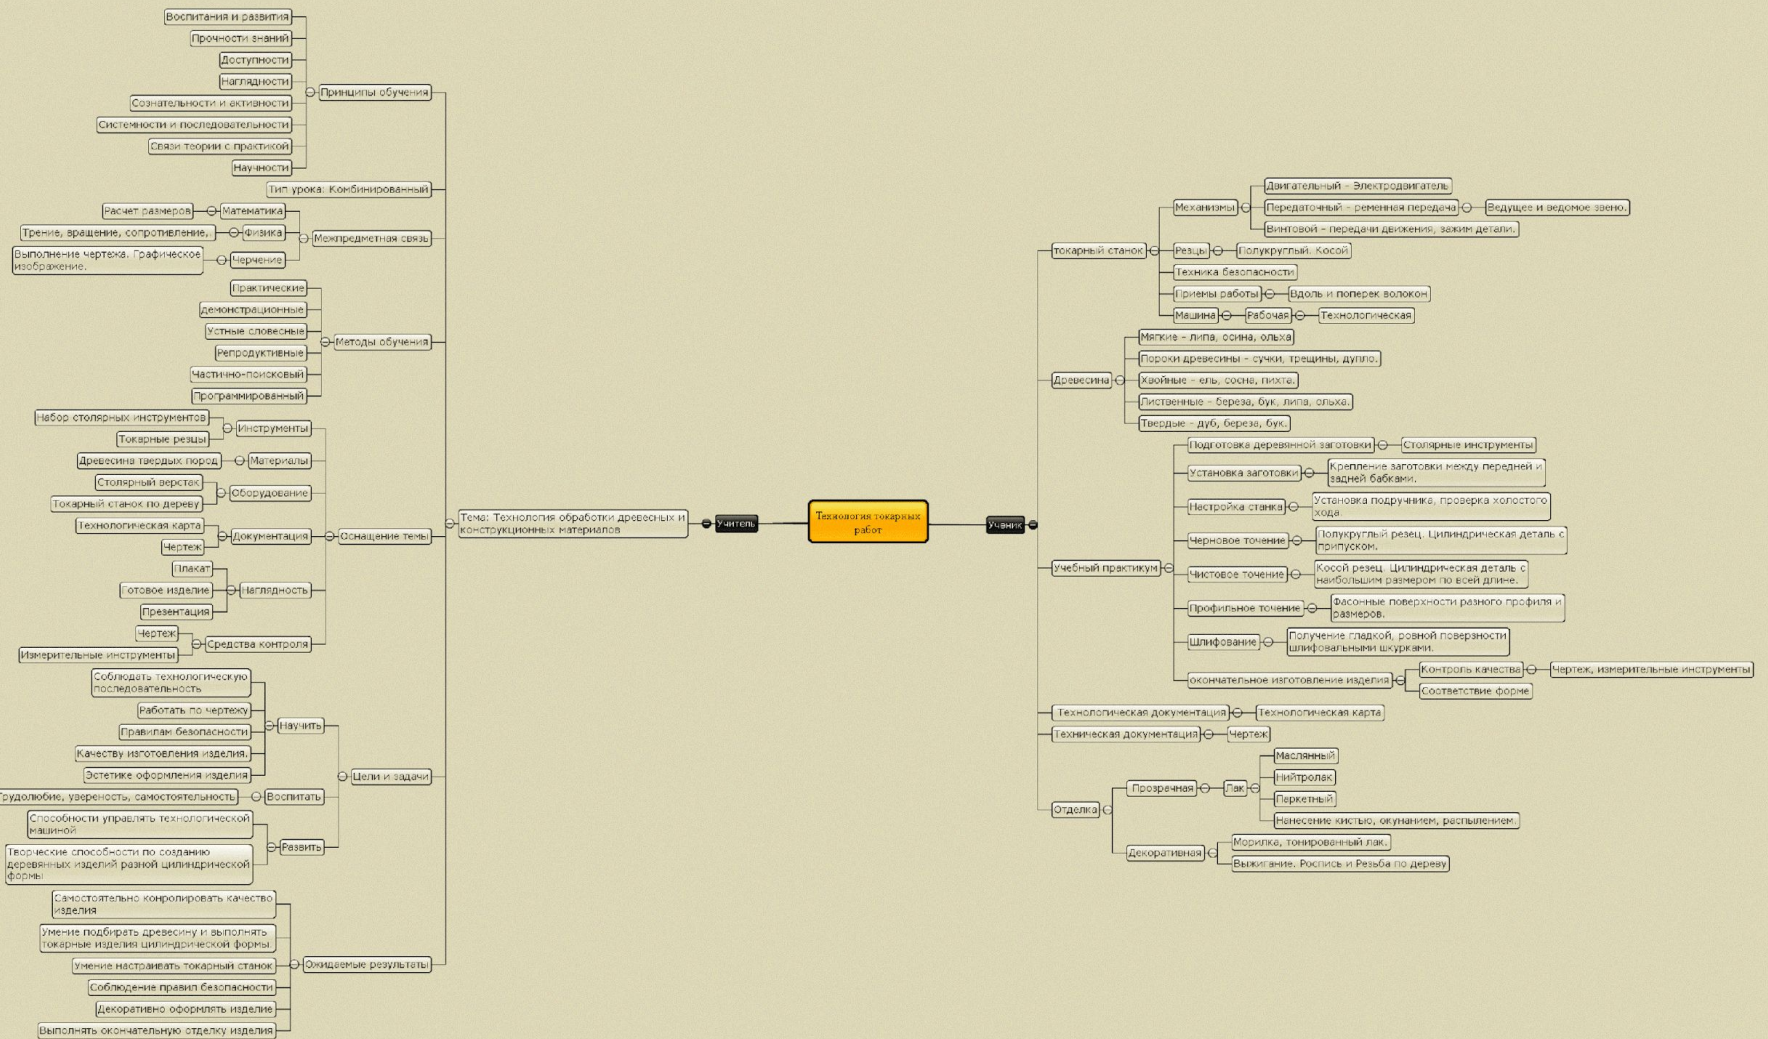 Технология токарных
работ
Учитель
Тема: Технология обработки древесных и
конструкционных материалов
Принципы обучения
Воспитания и развития
Прочности знаний
Доступности
Наглядности
Сознательности и активности
Системности и последовательности
Связи теории с практикой
Научности
Тип урока: Комбинированный
Межпредметная связь
Математика
Расчет размеров
Физика
Трение, вращение, сопротивление,.
Черчение
Выполнение чертежа. Графическое
изображение.
Методы обучения
Практические
демонстрационные
Устные словесные
Репродуктивные
Частично-поисковый
Программированный
Оснащение темы
Инструменты
Набор столярных инструментов
Токарные резцы
Материалы
Древесина твердых пород
Оборудование
Столярный верстак
Токарный станок по дереву
Документация
Технологическая карта
Чертеж
Наглядность
Плакат
Готовое изделие
Презентация
Средства контроля
Чертеж
Измерительные инструменты
Цели и задачи
Научить
Соблюдать технологическую
последовательность
Работать по чертежу
Правилам безопасности
Качеству изготовления изделия.
Эстетике оформления изделия
Воспитать
Трудолюбие, увереность, самостоятельность
Развить
Способности управлять технологической
машиной
Творческие способности по созданию
деревянных изделий разной цилиндрической
формы
Ожидаемые результаты
Самостоятельно конролировать качество
изделия
Умение подбирать древесину и выполнять
токарные изделия цилиндрической формы.
Умение настраивать токарный станок
Соблюдение правил безопасности
Декоративно оформлять изделие
Выполнять окончательную отделку изделия
Ученик
токарный станок
Механизмы
Двигательный - Электродвигатель
Передаточный - ременная передача
Ведущее и ведомое звено.
Винтовой - передачи движения, зажим детали.
Резцы
Полукруглый. Косой
Техника безопасности
Приемы работы
Вдоль и поперек волокон
Машина
Рабочая
Технологическая
Древесина
Мягкие - липа, осина, ольха
Пороки древесины - сучки, трещины, дупло.
Хвойные - ель, сосна, пихта.
Лиственные - береза, бук, липа, ольха.
Твердые - дуб, береза, бук.
Учебный практикум
Подготовка деревянной заготовки
Столярные инструменты
Установка заготовки
Крепление заготовки между передней и
задней бабками.
Настройка станка
Установка подручника, проверка холостого
хода.
Черновое точение
Полукруглый резец. Цилиндрическая деталь с
припуском.
Чистовое точение
Косой резец. Цилиндрическая деталь с
наибольшим размером по всей длине.
Профильное точение
Фасонные поверхности разного профиля и
размеров.
Шлифование
Получение гладкой, ровной поверзности
шлифовальными шкурками.
окончательное изготовление изделия
Контроль качества
Чертеж, измерительные инструменты
Соответствие форме
Технологическая документация
Технологическая карта
Техническая документация
Чертеж
Отделка
Прозрачная
Лак
Маслянный
Нийтролак
Паркетный
Нанесение кистью, окунанием, распылением.
Декоративная
Морилка, тонированный лак.
Выжигание. Роспись и Резьба по дереву